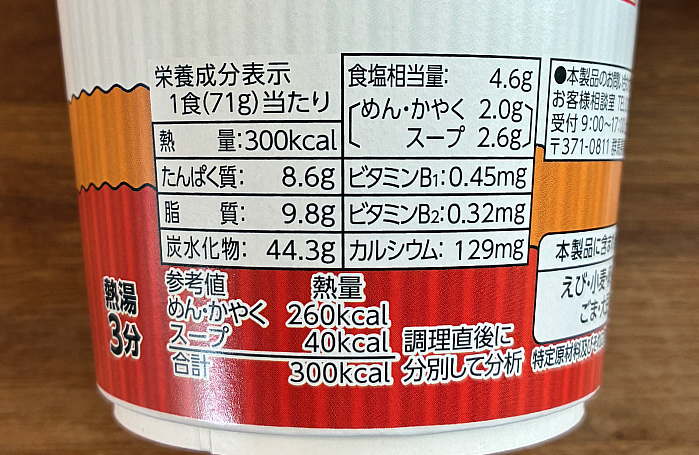 栄養成分表示
1食(71g)当たり
熱 量:300kcal
たんぱく質: 8.6g
脂 質: 9.8g
炭水化物: 44.3g
食塩相当量: 4.6g
めん・かやく 2.0g
スープ 2.6g
ビタミンB1:0.45mg
ビタミンB2:0.32mg
カルシウム: 129mg
●本製品のお問い合
お客様相談室 TEL
受付 9:00〜17:0
〒371-0811 群馬
本製品に含ま
えび・小麦・
ごま・大
特定原材料及びそ
熱湯
3分
参考値 熱量
めん・かやく 260kcal
スープ 40kcal
合計 300kcal
調理直後に
分別して分析